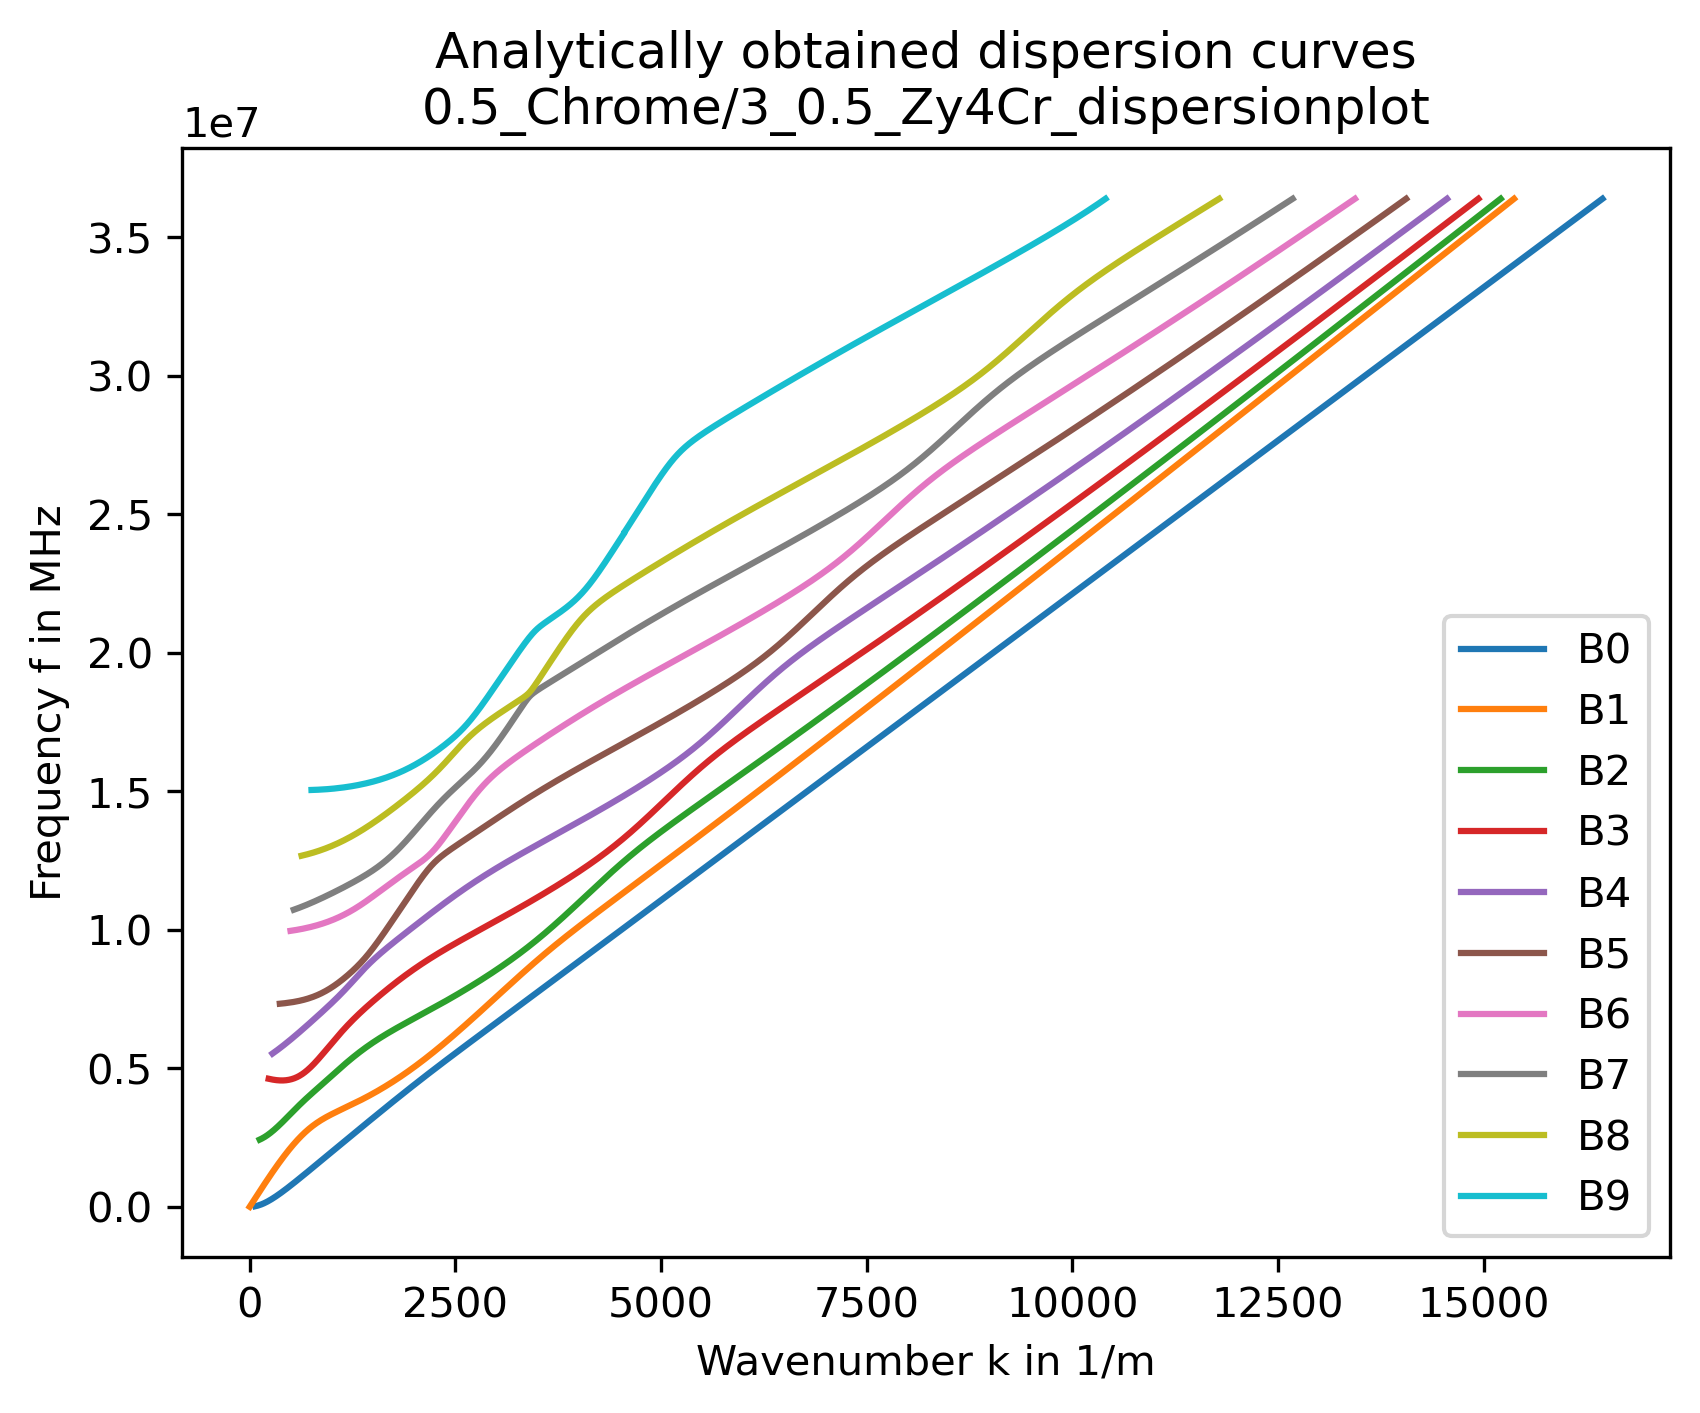 Analytically obtained dispersion curves
0.5_Chrome/3_0.5_Zy4Cr_dispersionplot
1e7
3.5
3.0
2.5
2.0
1.5
1.0
0.5
0.0
Frequency f in MHz
0 2500 5000 7500 10000 12500 15000
Wavenumber k in 1/m
B0
B1
B2
B3
B4
B5
B6
B7
B8
B9